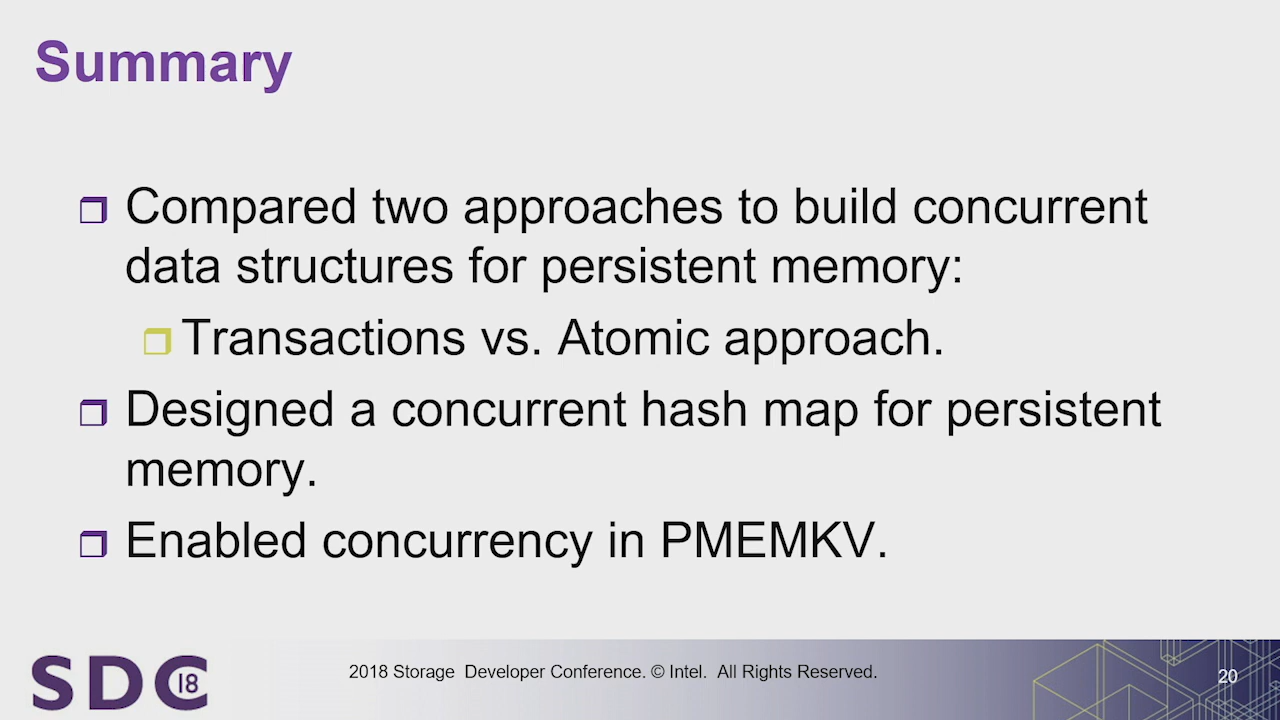 Summary
Compared two approaches to build concurrent
data structures for persistent memory:
Transactions vs. Atomic approach.
Designed a concurrent hash map for persistent
memory.
Enabled concurrency in PMEMKV.
SDC 18
2018 Storage Developer Conference. © Intel. All Rights Reserved.
20